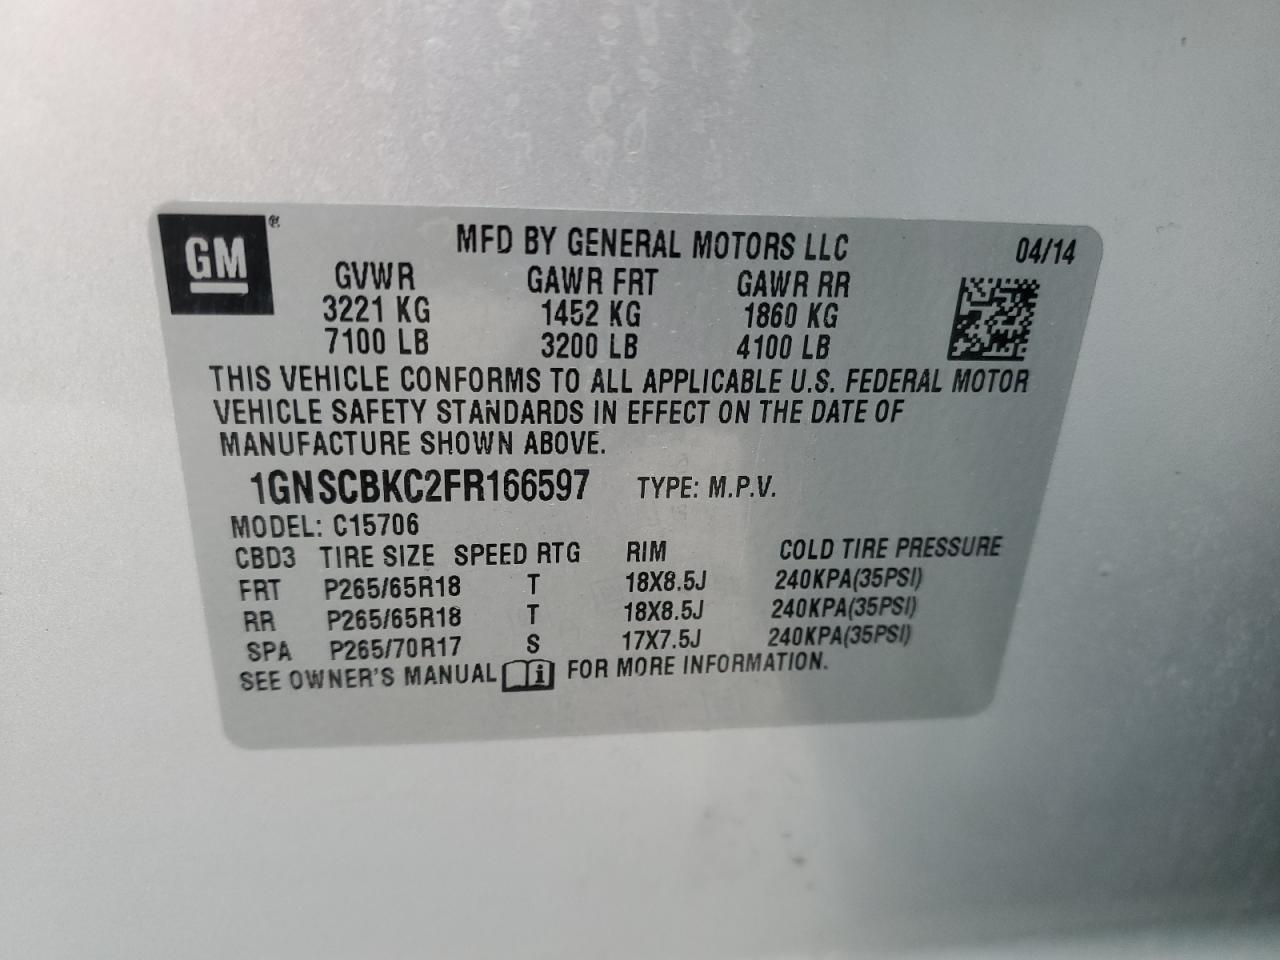 GM ®
MFD BY GENERAL MOTORS LLC 04/14
GVWR GAWR FRT GAWR RR
3221 KG 1452 KG 1860 KG
7100 LB 3200 LB 4100 LB
THIS VEHICLE CONFORMS TO ALL APPLICABLE U.S. FEDERAL MOTOR
VEHICLE SAFETY STANDARDS IN EFFECT ON THE DATE OF
MANUFACTURE SHOWN ABOVE.
1GNSCBKC2FR166597 TYPE: M.P.V.
MODEL: C15706
CBD3 TIRE SIZE SPEED RTG RIM COLD TIRE PRESSURE
FRT P265/65R18 T 18X8.5J 240KPA(35PSI)
RR P265/65R18 T 18X8.5J 240KPA(35PSI)
SPA P265/70R17 S 17X7.5J 240KPA(35PSI)
SEE OWNER'S MANUAL i FOR MORE INFORMATION.